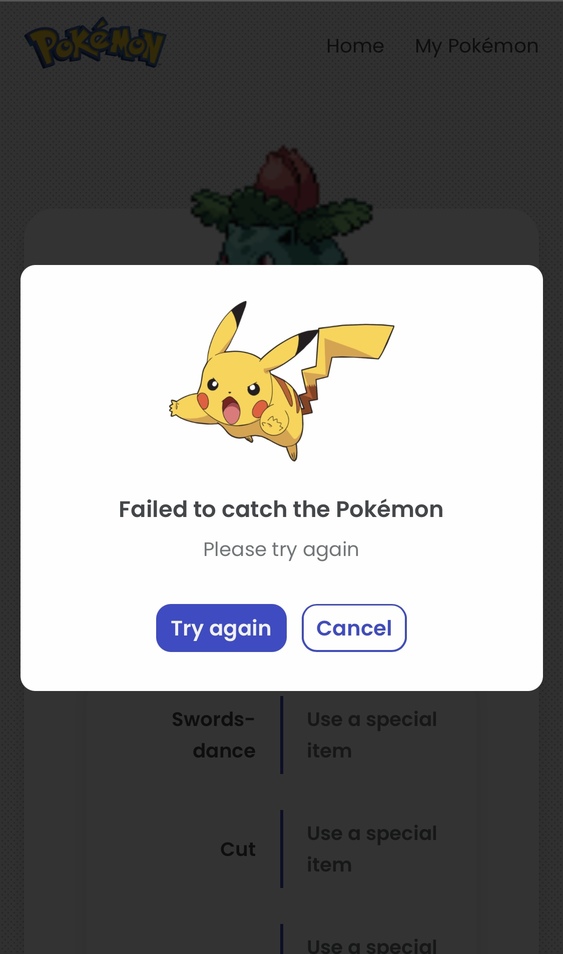 POKéMON
Home My Pokémon
Failed to catch the Pokémon
Please try again
Try again Cancel
Swords-
dance
Use a special
item
Cut
Use a special
item
Use a special